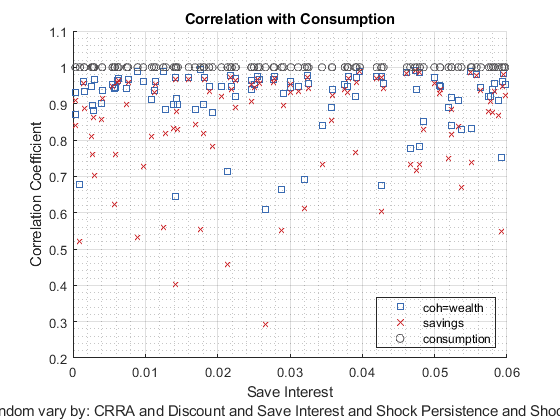 Correlation with Consumption
1.1
1
0.9
0.8
0.7
0.6
0.5
0.4
0.3
0.2
Correlation Coefficient
coh=wealth
savings
consumption
0 0.01 0.02 0.03 0.04 0.05 0.06
Save Interest
ndom vary by: CRRA and Discount and Save Interest and Shock Persistence and Sho